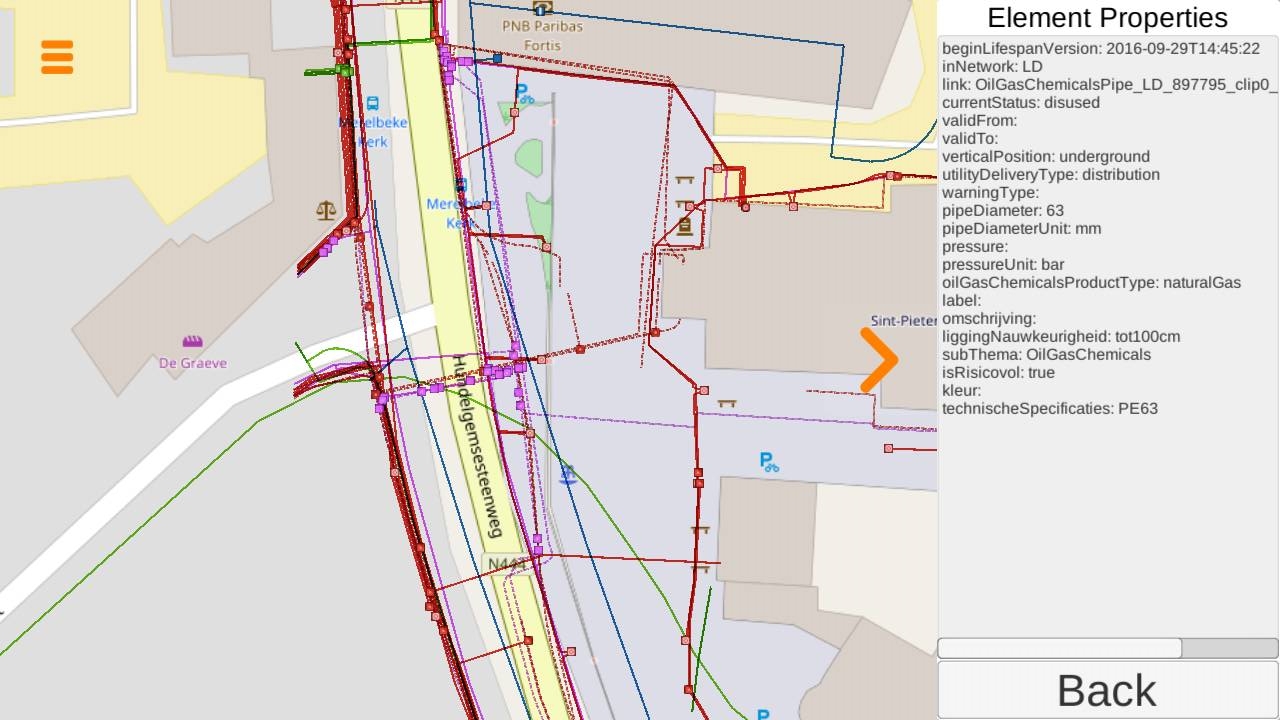 PNB Paribas
Fortis
Merelbeke
Kerk
Merelbeke
Kerk
De Graeve
Hundelgemsesteenweg
N444
Sint-Pieter
Element Properties
beginLifespanVersion: 2016-09-29T14:45:22
inNetwork: LD
link: OilGasChemicalsPipe_LD_897795_clip0_
currentStatus: disused
validFrom:
validTo:
verticalPosition: underground
utilityDeliveryType: distribution
warningType:
pipeDiameter: 63
pipeDiameterUnit: mm
pressure:
pressureUnit: bar
oilGasChemicalsProductType: naturalGas
label:
omschrijving:
liggingNauwkeurigheid: tot100cm
subThema: OilGasChemicals
isRisicovol: true
kleur:
technischeSpecificaties: PE63
Back